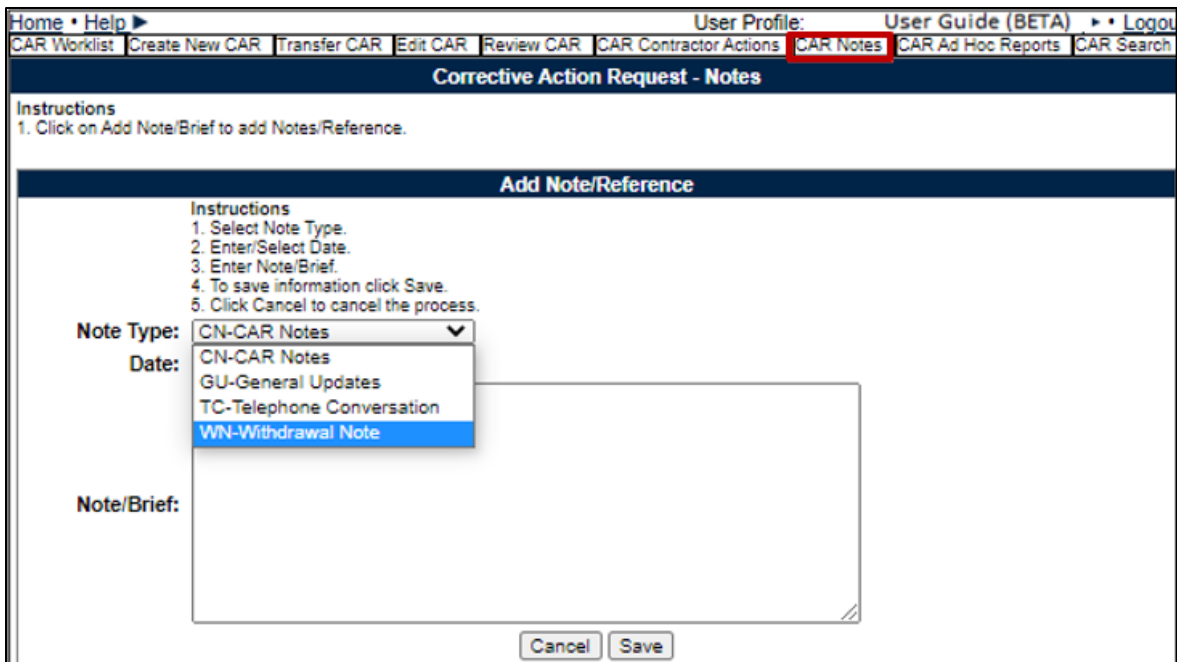 Home • Help ▶ User Profile: User Guide (BETA) ▸ • Logou
CAR Worklist Create New CAR Transfer CAR Edit CAR Review CAR CAR Contractor Actions CAR Notes CAR Ad Hoc Reports CAR Search
Corrective Action Request - Notes
Instructions
1. Click on Add Note/Brief to add Notes/Reference.
Add Note/Reference
Instructions
1. Select Note Type.
2. Enter/Select Date.
3. Enter Note/Brief.
4. To save information click Save.
5. Click Cancel to cancel the process.
Note Type: CN-CAR Notes
Date: CN-CAR Notes
GU-General Updates
TC-Telephone Conversation
WN-Withdrawal Note
Note/Brief:
Cancel Save